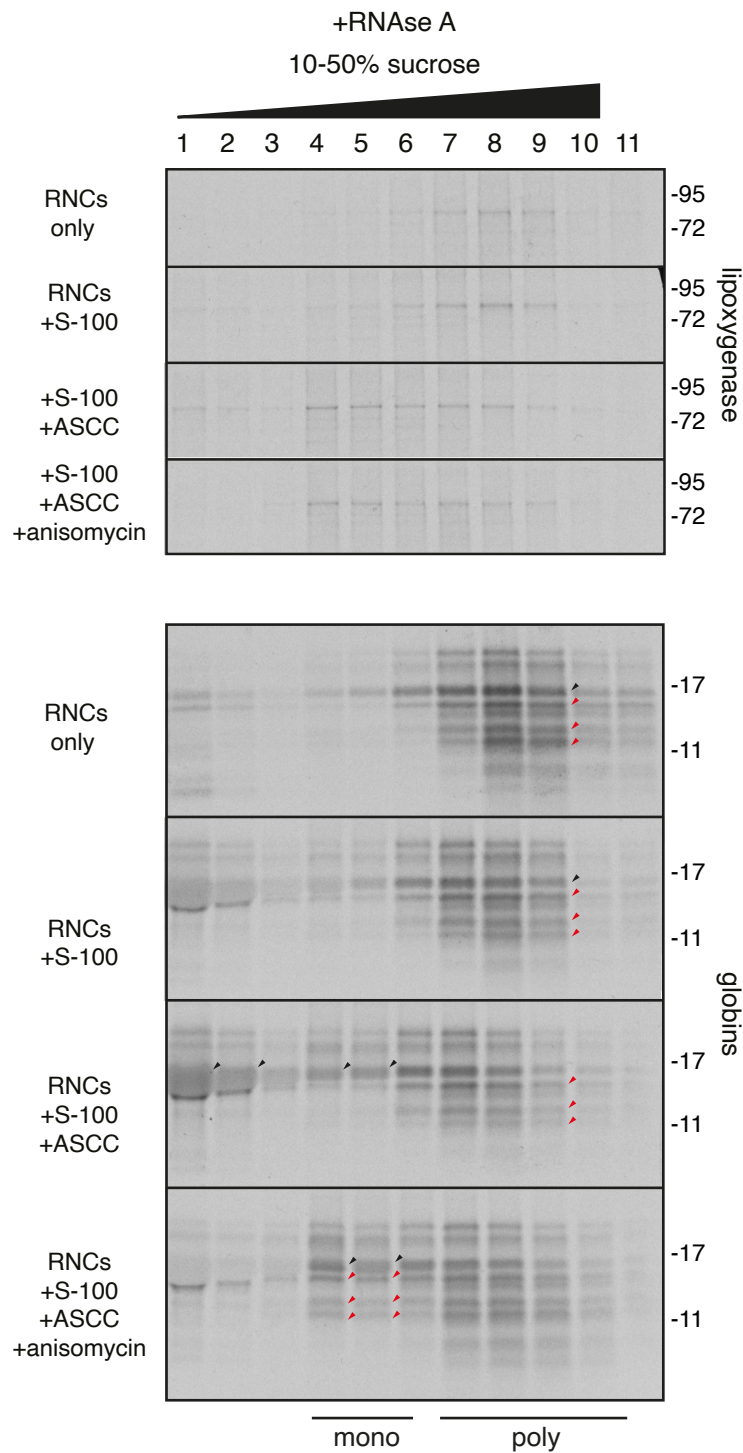 +RNAse A
10-50% sucrose
1 2 3 4 5 6 7 8 9 10 11
RNCs
only
-95
-72
RNCs
+S-100
-95
-72
+S-100
+ASCC
-95
-72
+S-100
+ASCC
+anisomycin
-95
-72
lipoxygenase
RNCs
only
-17
-11
RNCs
+S-100
-17
-11
RNCs
+S-100
+ASCC
-17
-11
RNCs
+S-100
+ASCC
+anisomycin
-17
-11
globins
mono poly